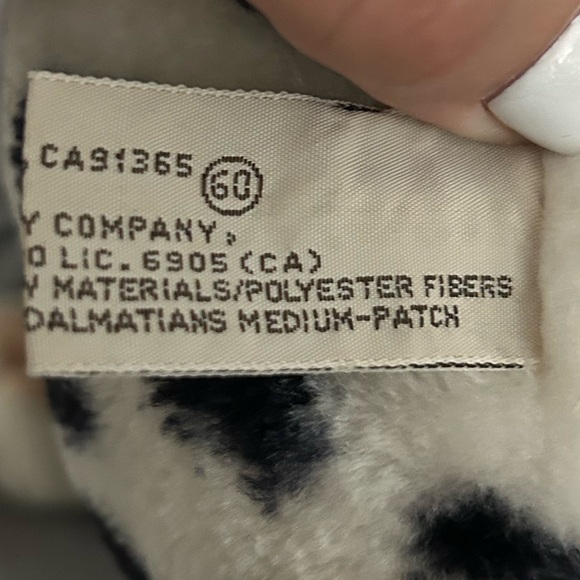 CA91365 60
Y COMPANY,
O LIC. 6905 (CA)
Y MATERIALS/POLYESTER FIBERS
DALMATIANS MEDIUM-PATCH